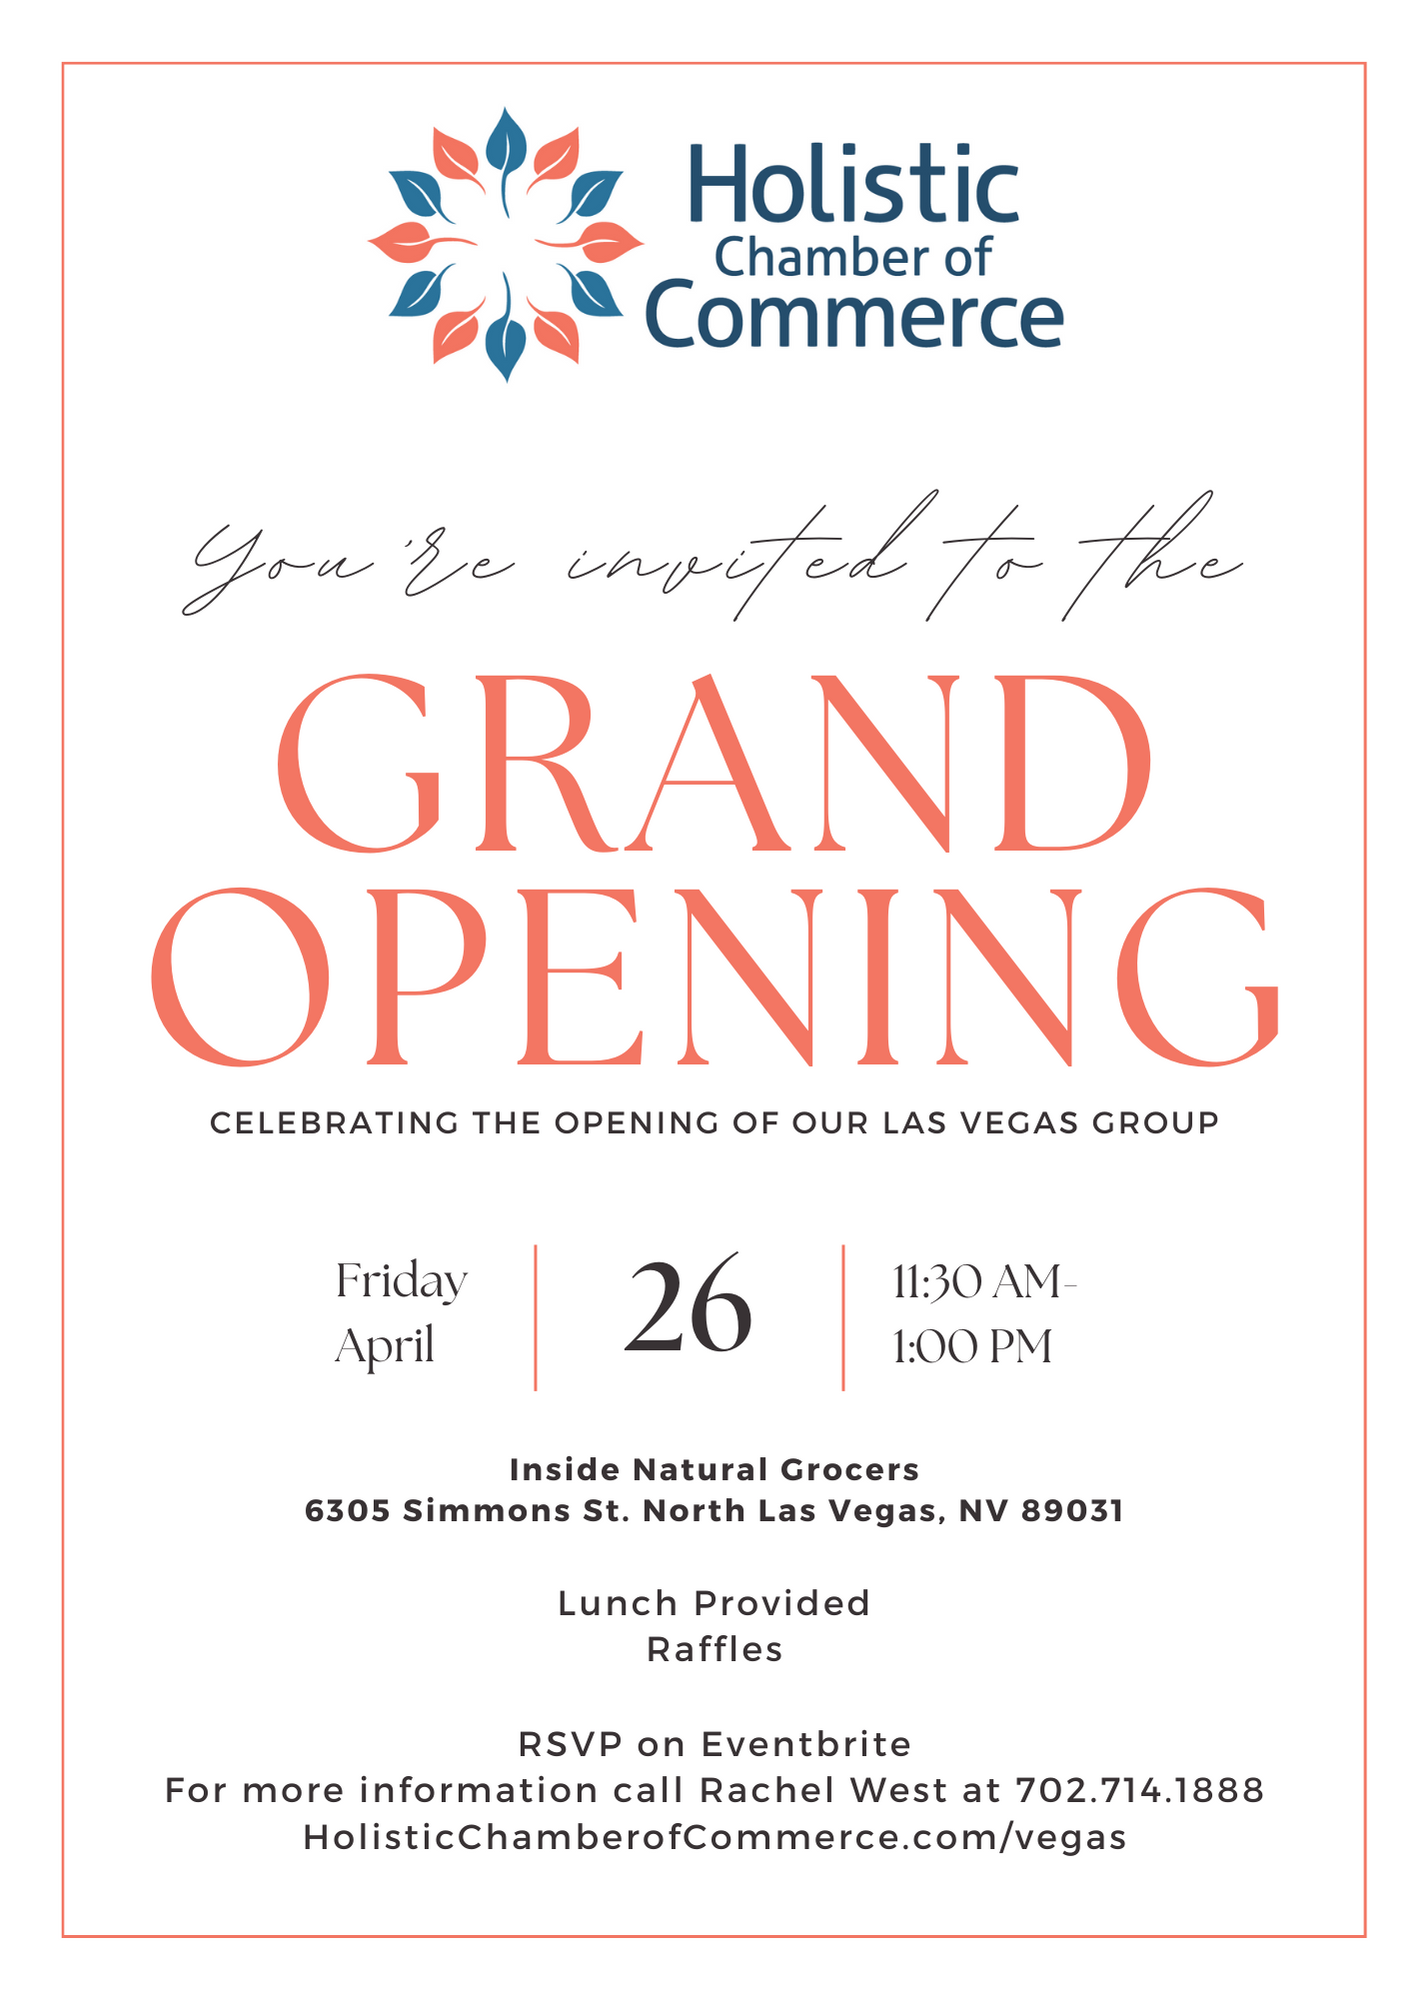 Holistic
Chamber of
Commerce
You're invited to the
GRAND
OPENING
CELEBRATING THE OPENING OF OUR LAS VEGAS GROUP
Friday
April
26
11:30 AM-
1:00 PM
Inside Natural Grocers
6305 Simmons St. North Las Vegas, NV 89031
Lunch Provided
Raffles
RSVP on Eventbrite
For more information call Rachel West at 702.714.1888
HolisticChamberofCommerce.com/vegas